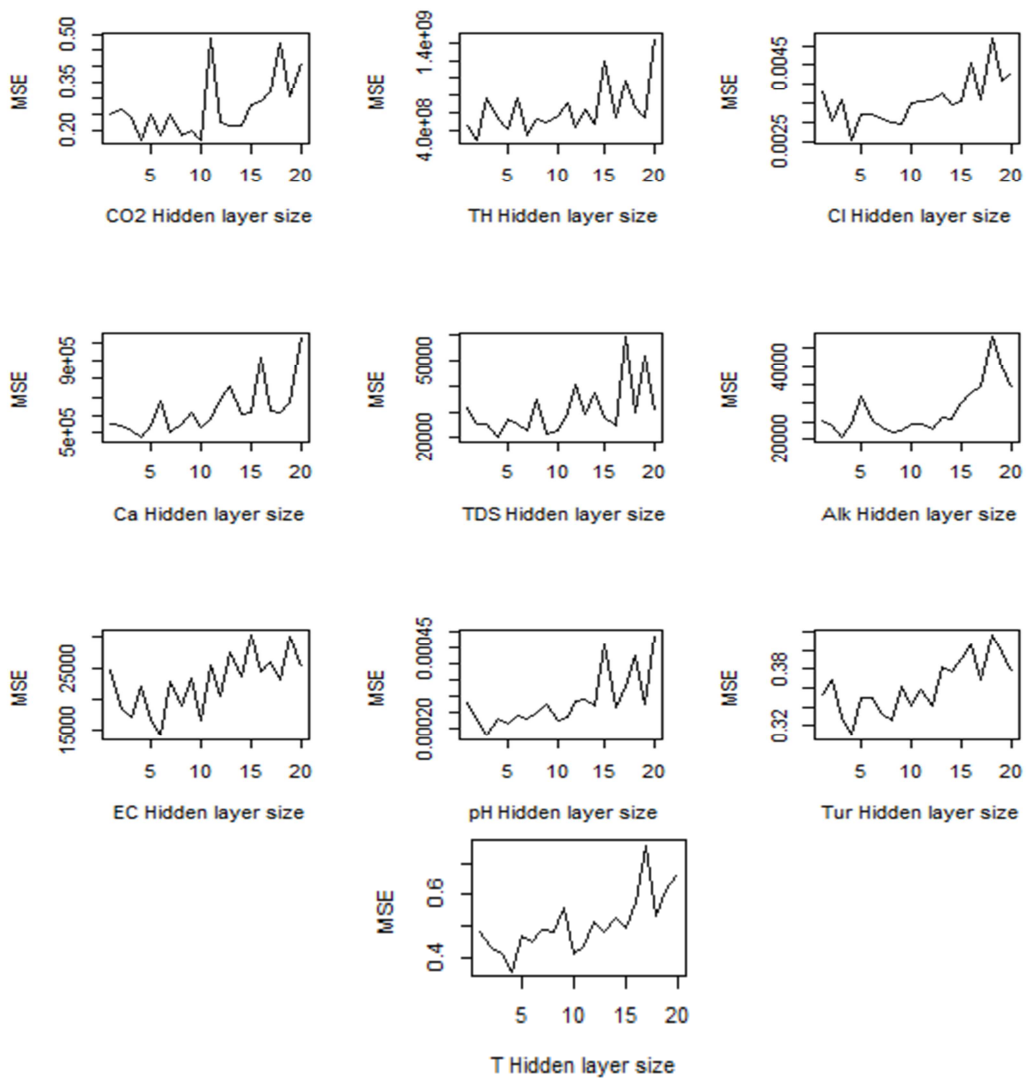 MSE
0.20 0.35 0.50
5 10 15 20
CO2 Hidden layer size
MSE
4.0e+08 1.4e+09
5 10 15 20
TH Hidden layer size
MSE
0.0025 0.0045
5 10 15 20
Cl Hidden layer size
MSE
5e+05 9e+05
5 10 15 20
Ca Hidden layer size
MSE
20000 50000
5 10 15 20
TDS Hidden layer size
MSE
20000 40000
5 10 15 20
Alk Hidden layer size
MSE
15000 25000
5 10 15 20
EC Hidden layer size
MSE
0.00020 0.00045
5 10 15 20
pH Hidden layer size
MSE
0.32 0.38
5 10 15 20
Tur Hidden layer size
MSE
0.4 0.6
5 10 15 20
T Hidden layer size